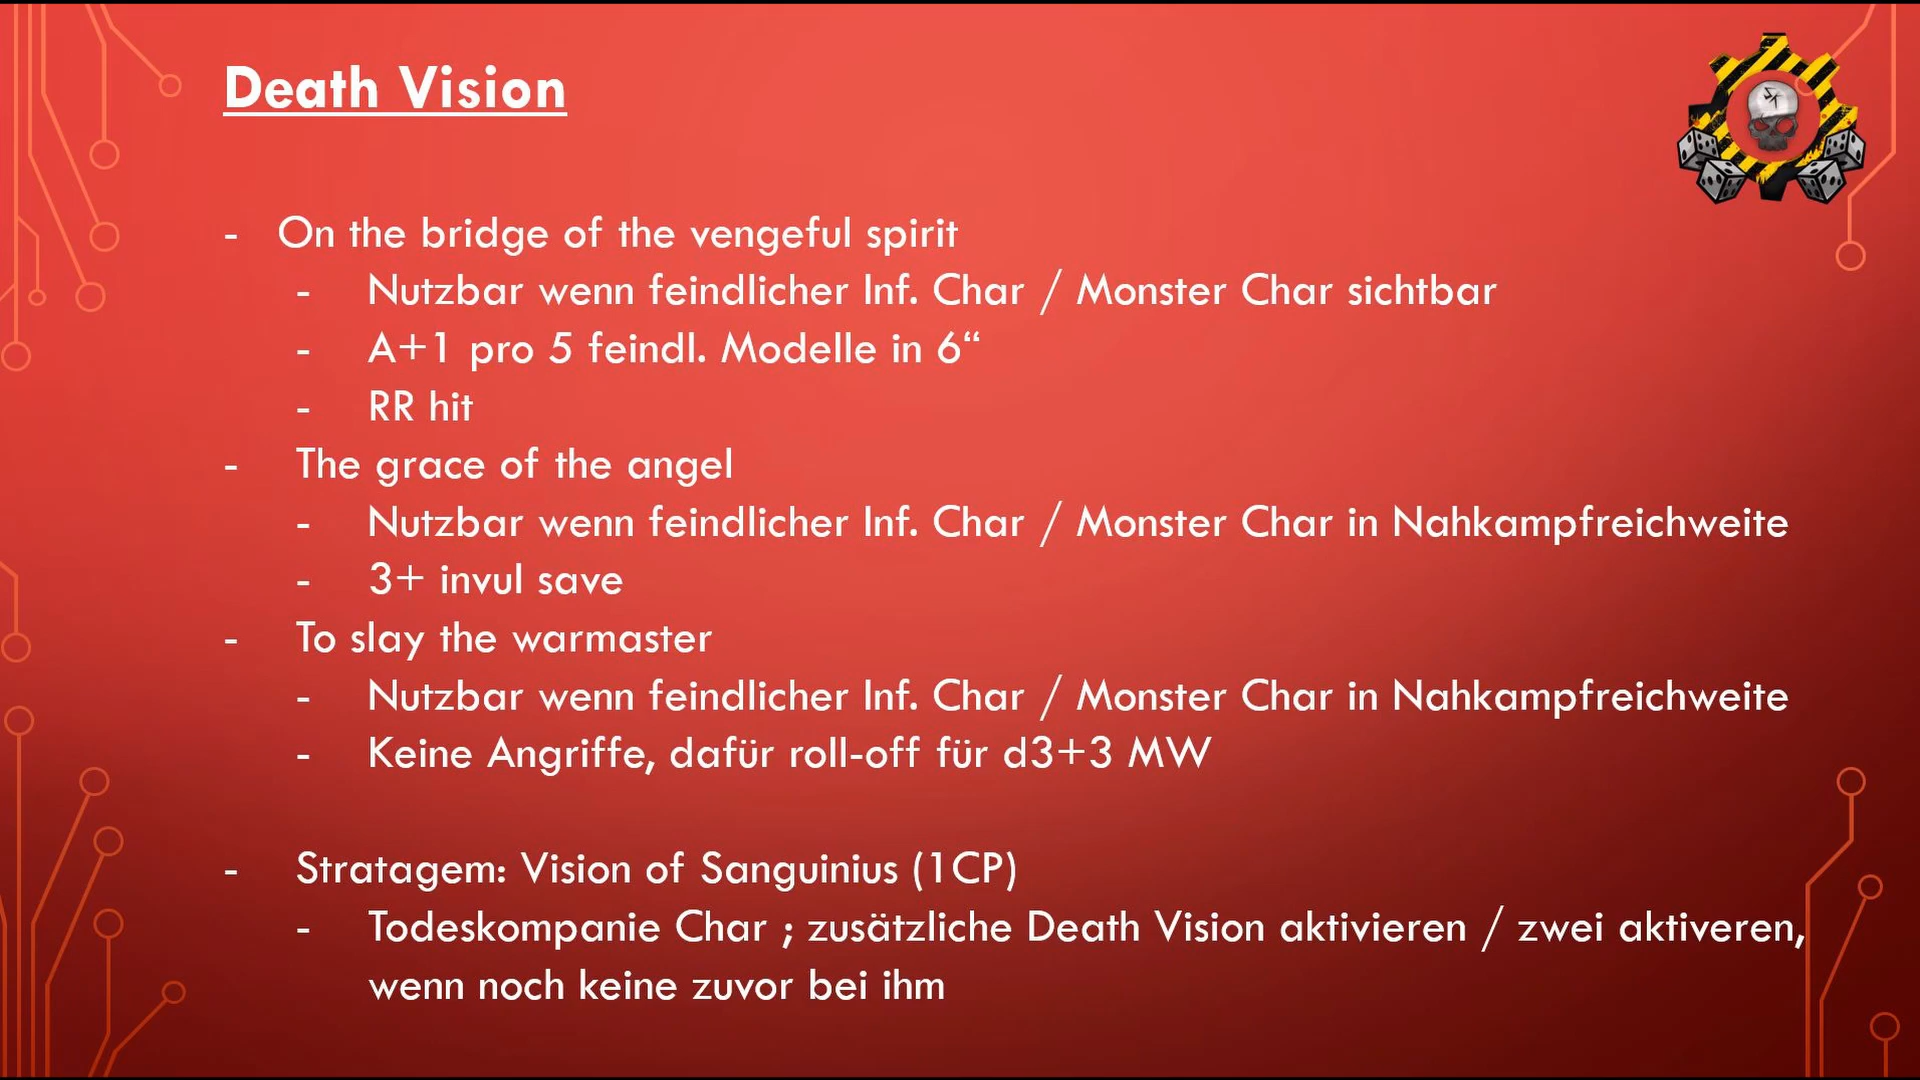 Death Vision
- On the bridge of the vengeful spirit
- Nutzbar wenn feindlicher Inf. Char / Monster Char sichtbar
- A+1 pro 5 feindl. Modelle in 6“
- RR hit
- The grace of the angel
- Nutzbar wenn feindlicher Inf. Char / Monster Char in Nahkampfreichweite
- 3+ invul save
- To slay the warmaster
- Nutzbar wenn feindlicher Inf. Char / Monster Char in Nahkampfreichweite
- Keine Angriffe, dafür roll-off für d3+3 MW
- Stratagem: Vision of Sanguinius (1CP)
- Todeskompanie Char ; zusätzliche Death Vision aktivieren / zwei aktiveren,
wenn noch keine zuvor bei ihm